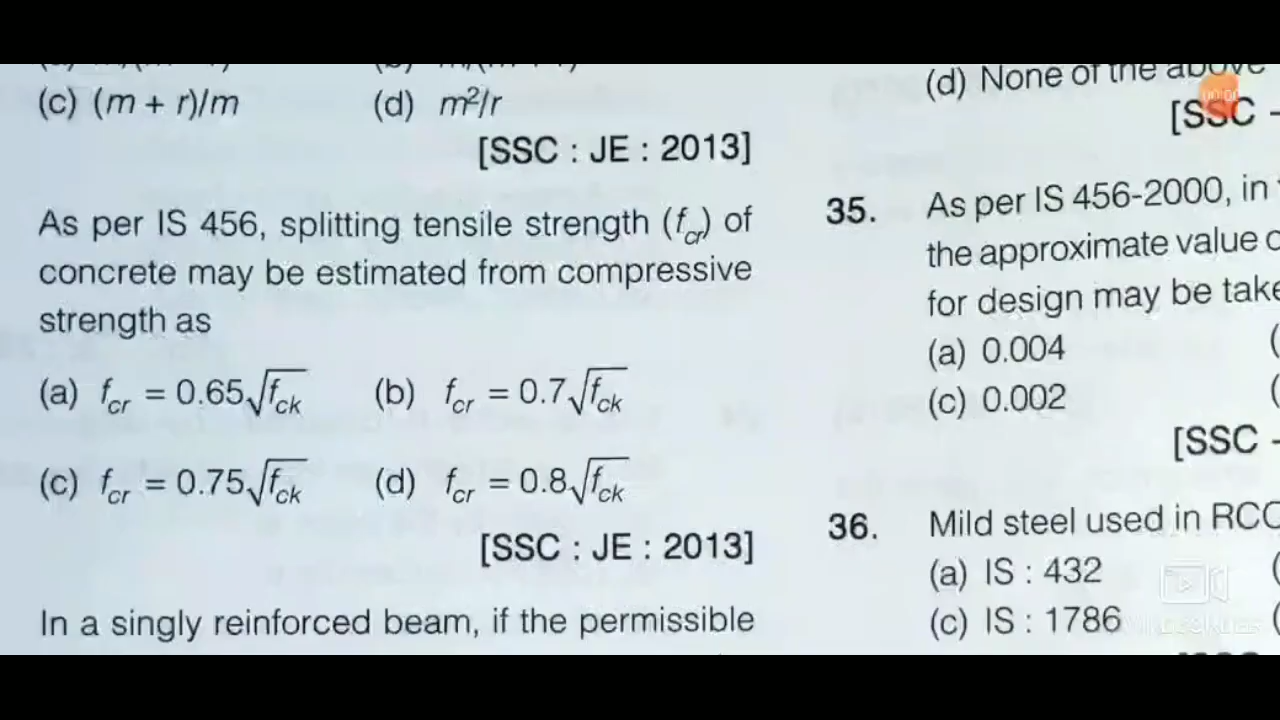 (c) (m + r)/m (d) m²/r
[SSC : JE : 2013]
As per IS 456, splitting tensile strength (f_cr) of
concrete may be estimated from compressive
strength as
(a) f_cr = 0.65√f_ck (b) f_cr = 0.7√f_ck
(c) f_cr = 0.75√f_ck (d) f_cr = 0.8√f_ck
[SSC : JE : 2013]
In a singly reinforced beam, if the permissible
(d) None of the above
[SSC -
35. As per IS 456-2000, in
the approximate value
for design may be take
(a) 0.004
(c) 0.002
[SSC -
36. Mild steel used in RCC
(a) IS : 432
(c) IS : 1786
00:00